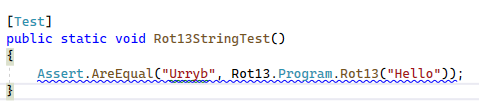 [Test]
public static void Rot13StringTest()
{
    Assert.AreEqual("Urryb", Rot13.Program.Rot13("Hello"));
}